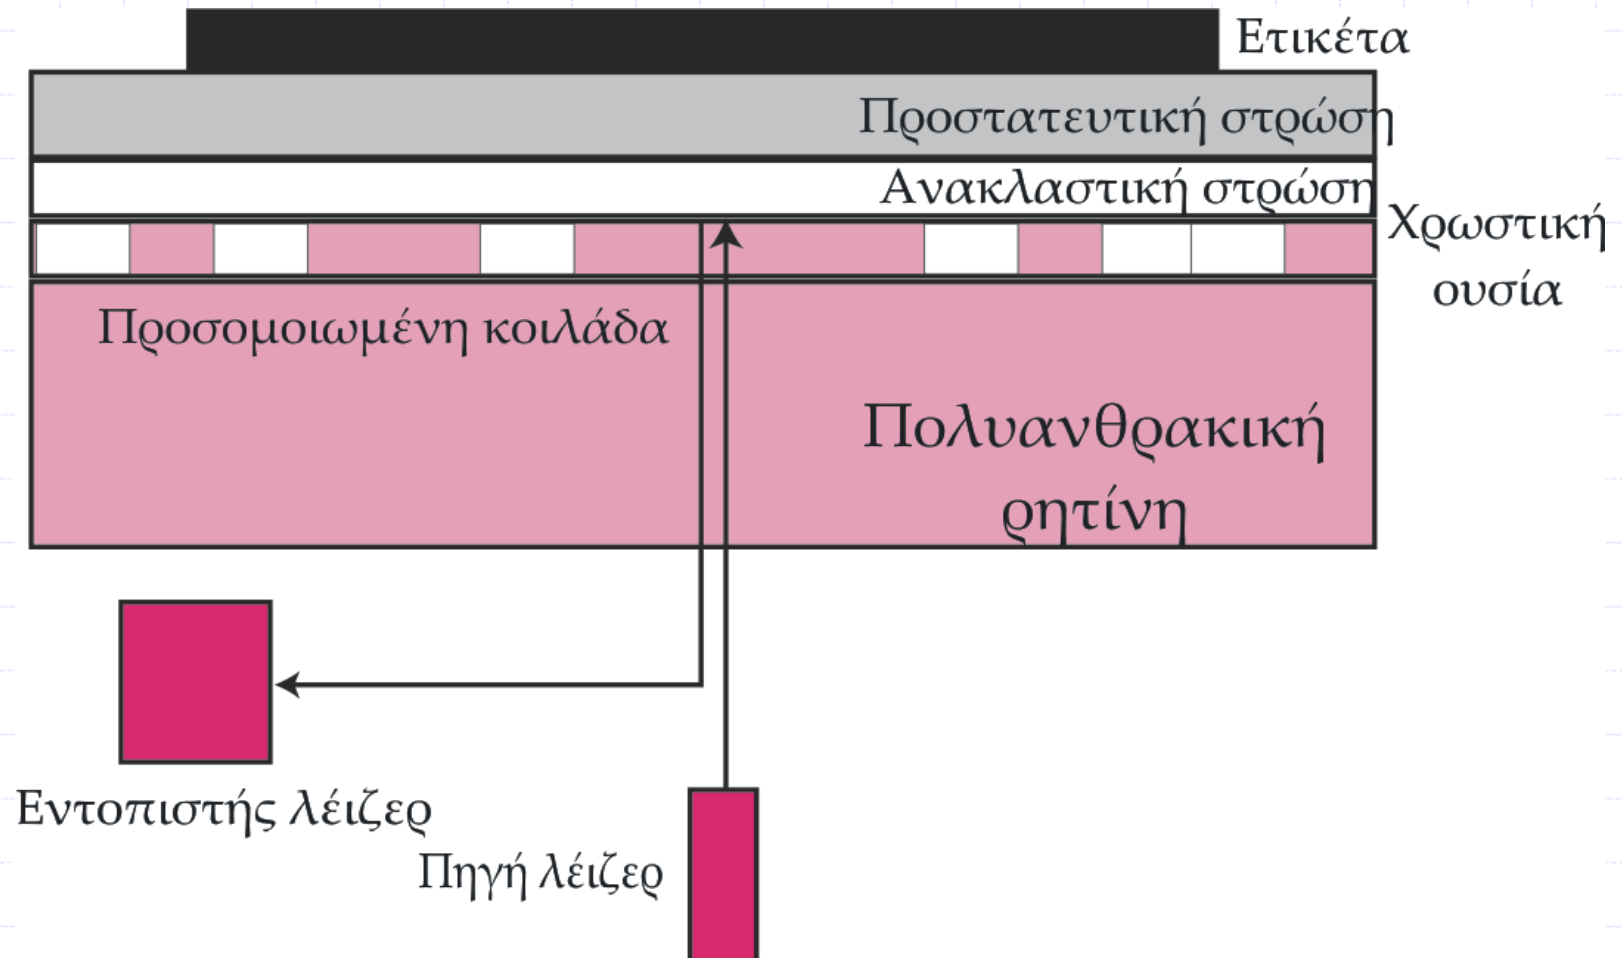 Ετικέτα
Προστατευτική στρώση
Ανακλαστική στρώση
Χρωστική
ουσία
Προσομοιωμένη κοιλάδα
Πολυανθρακική
ρητίνη
Εντοπιστής λέιζερ
Πηγή λέιζερ